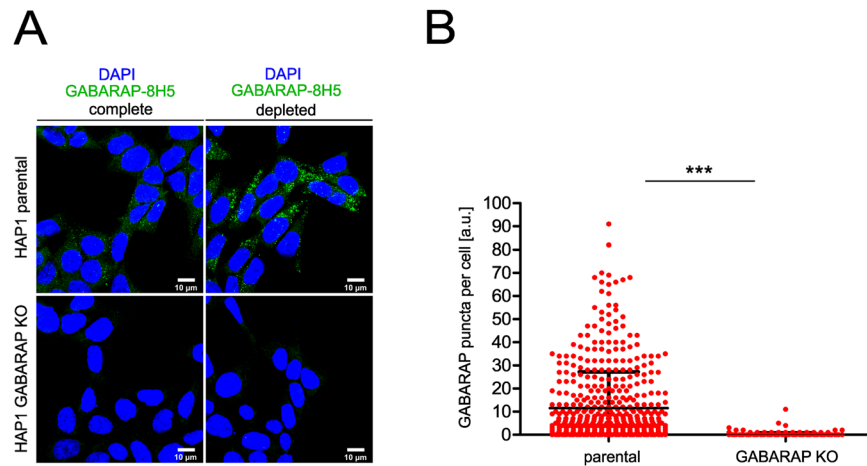 A
DAPI
GABARAP-8H5
complete
DAPI
GABARAP-8H5
depleted
HAP1 parental
10 µm
10 µm
HAP1 GABARAP KO
10 µm
10 µm
B
***
GABARAP puncta per cell [a.u.]
100
90
80
70
60
50
40
30
20
10
0
parental
GABARAP KO